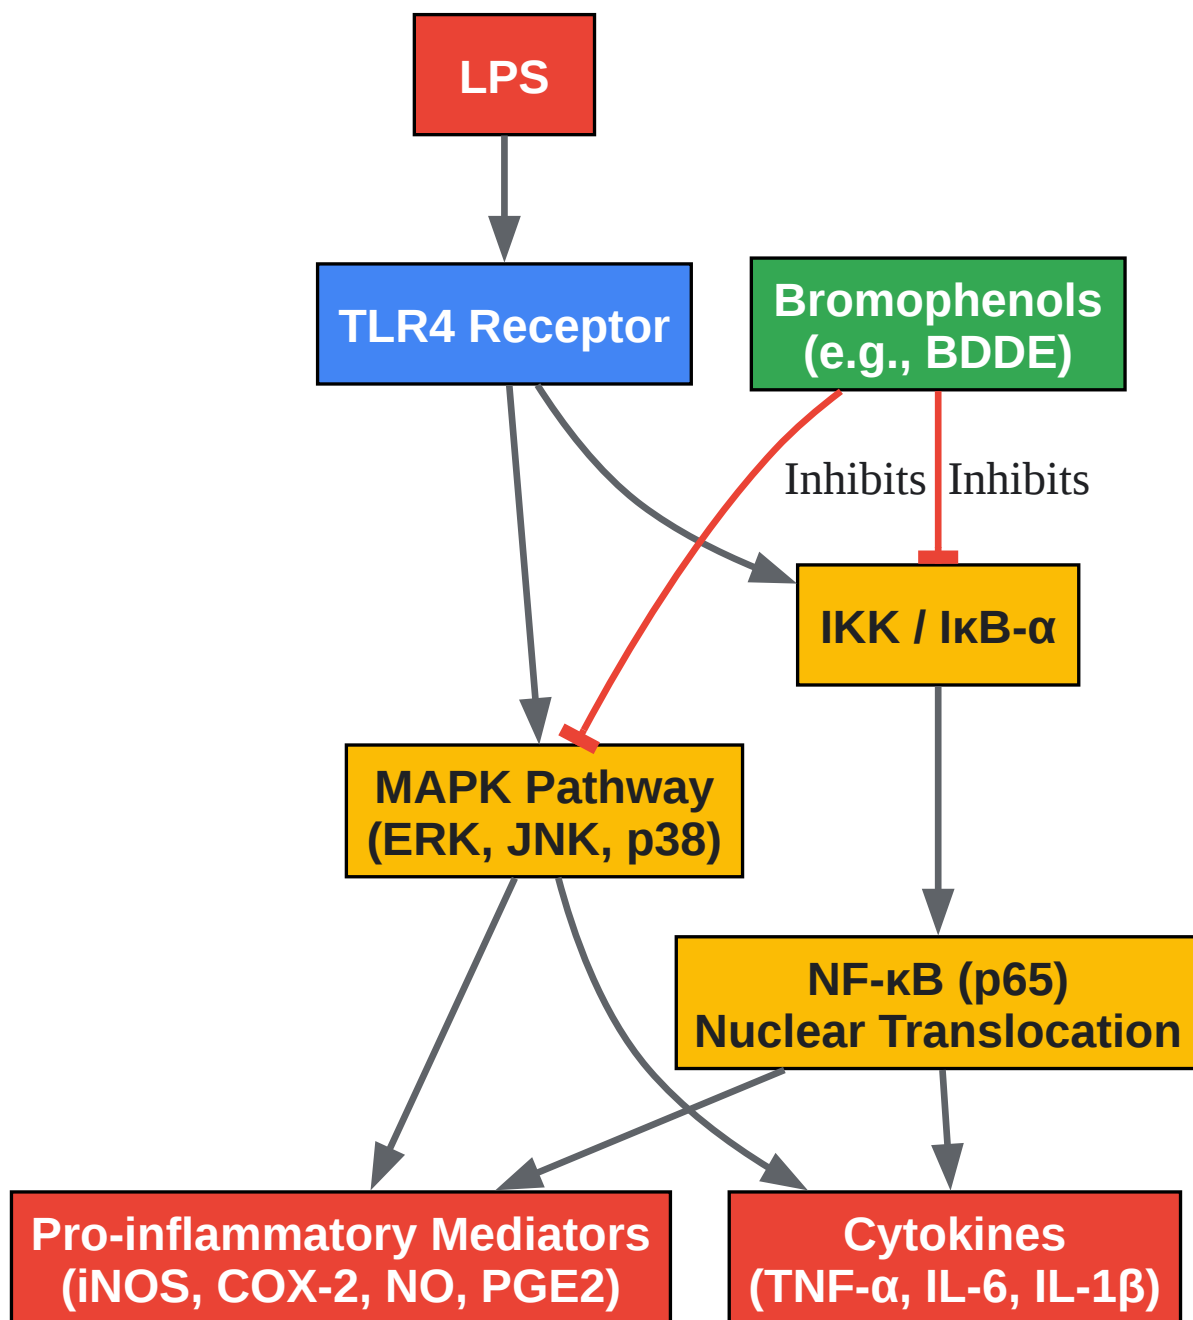 LPS
TLR4 Receptor
Bromophenols
(e.g., BDDE)
Inhibits
Inhibits
IKK / IκB-α
MAPK Pathway
(ERK, JNK, p38)
NF-κB (p65)
Nuclear Translocation
Pro-inflammatory Mediators
(iNOS, COX-2, NO, PGE2)
Cytokines
(TNF-α, IL-6, IL-1β)